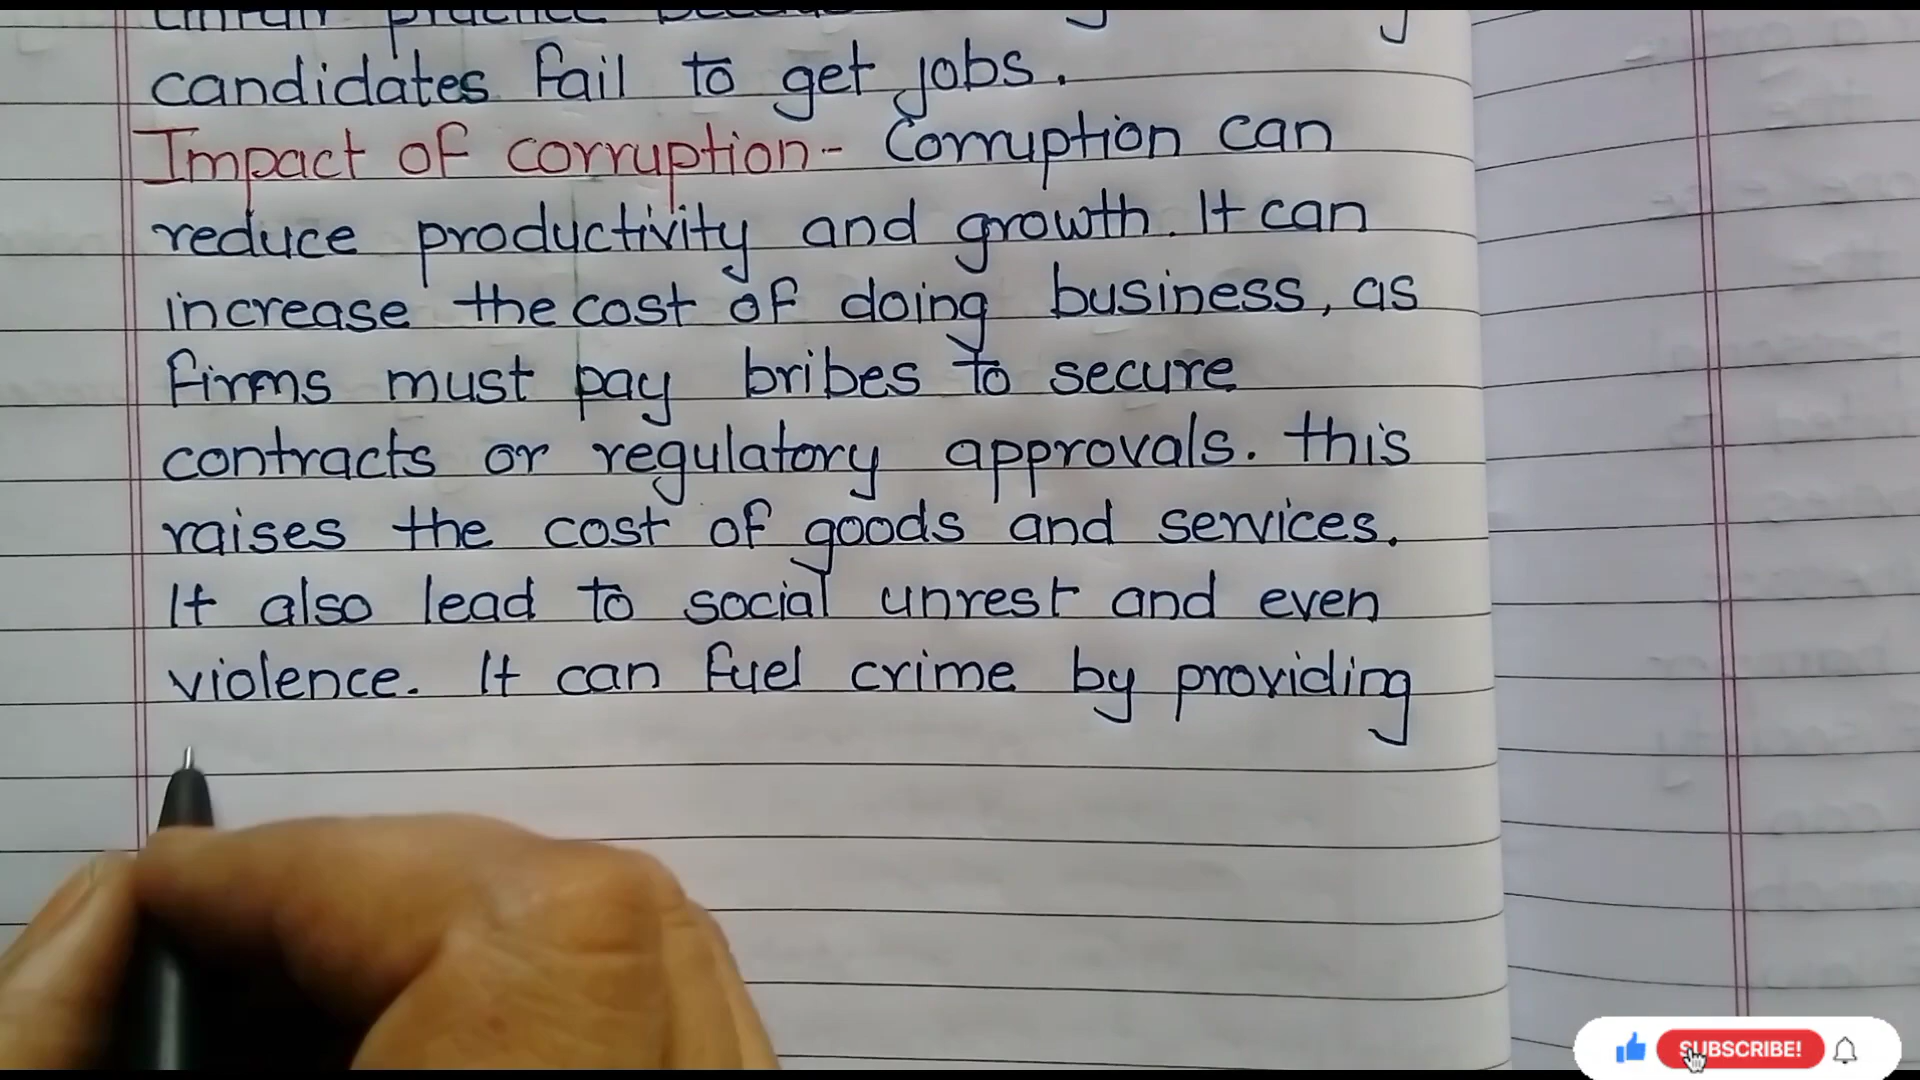 unfair practice
candidates fail to get jobs.
Impact of corruption- Corruption can
reduce productivity and growth. It can
increase the cost of doing business, as
firms must pay bribes to secure
contracts or regulatory approvals. this
raises the cost of goods and services.
It also lead to social unrest and even
violence. It can fuel crime by providing
SUBSCRIBE!